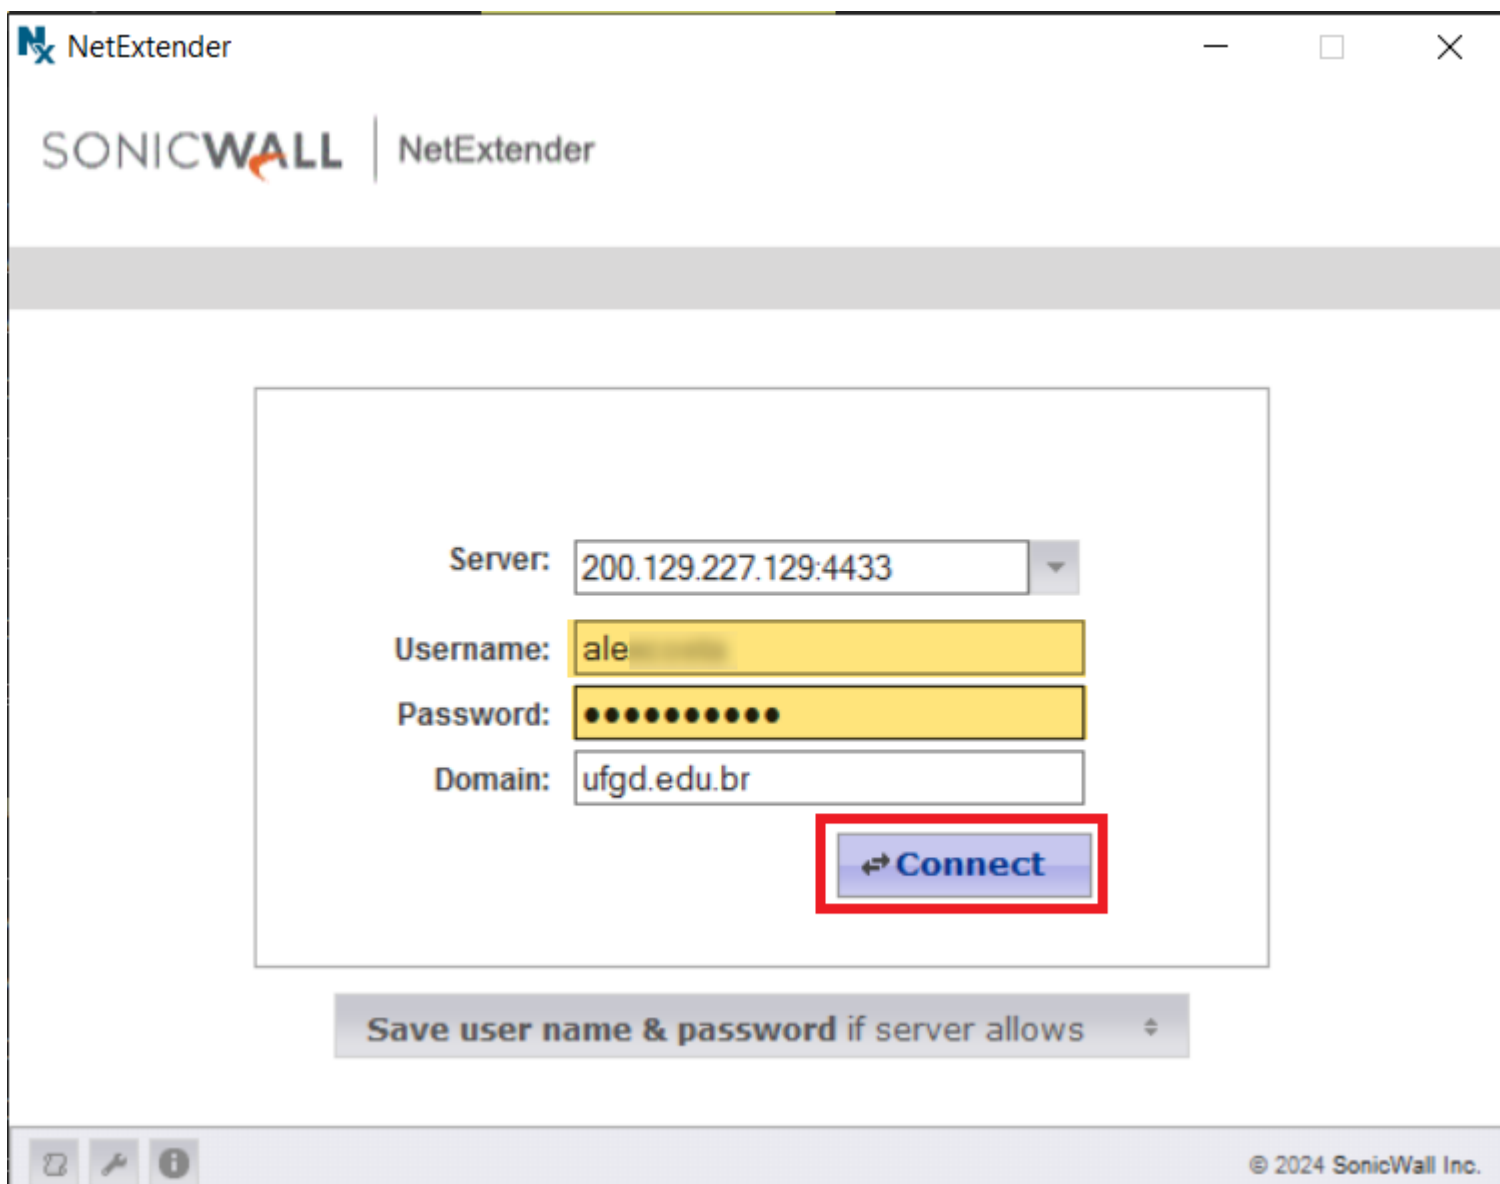 NetExtender
SONICWALL NetExtender
Server: 200.129.227.129:4433
Username: ale
Password: ●●●●●●●●●●
Domain: ufgd.edu.br
Connect
Save user name & password if server allows
© 2024 SonicWall Inc.